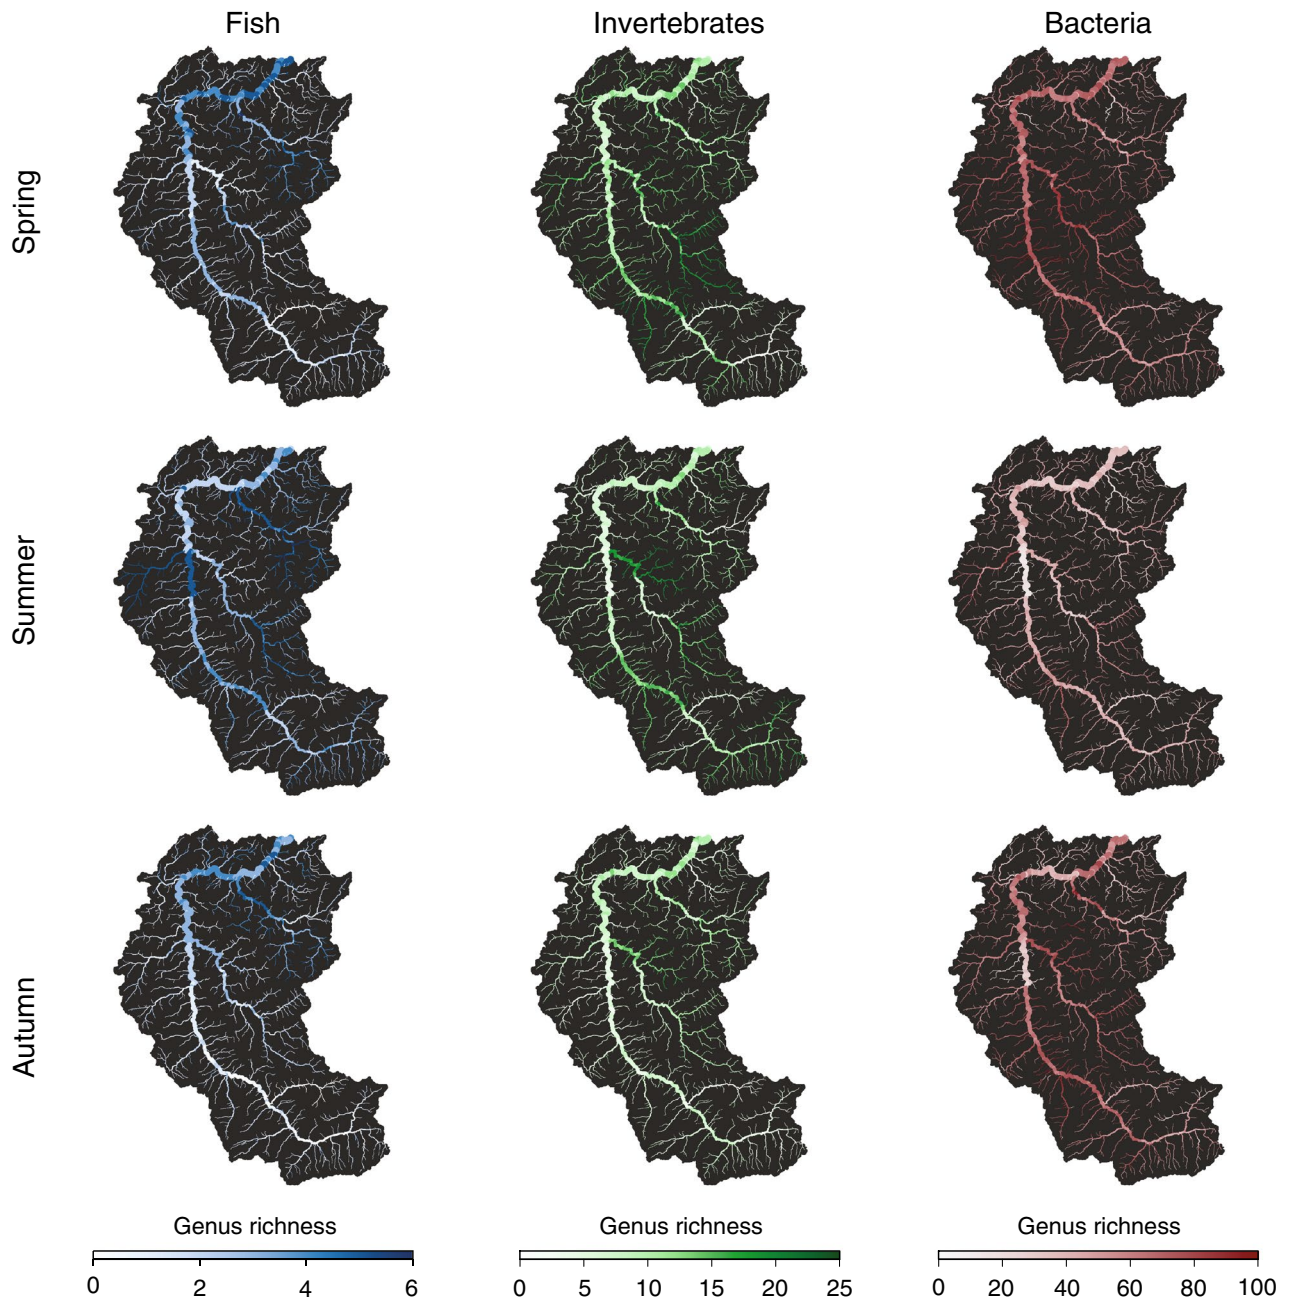 Fish
Invertebrates
Bacteria
Spring
Summer
Autumn
Genus richness
0 2 4 6
Genus richness
0 5 10 15 20 25
Genus richness
0 20 40 60 80 100